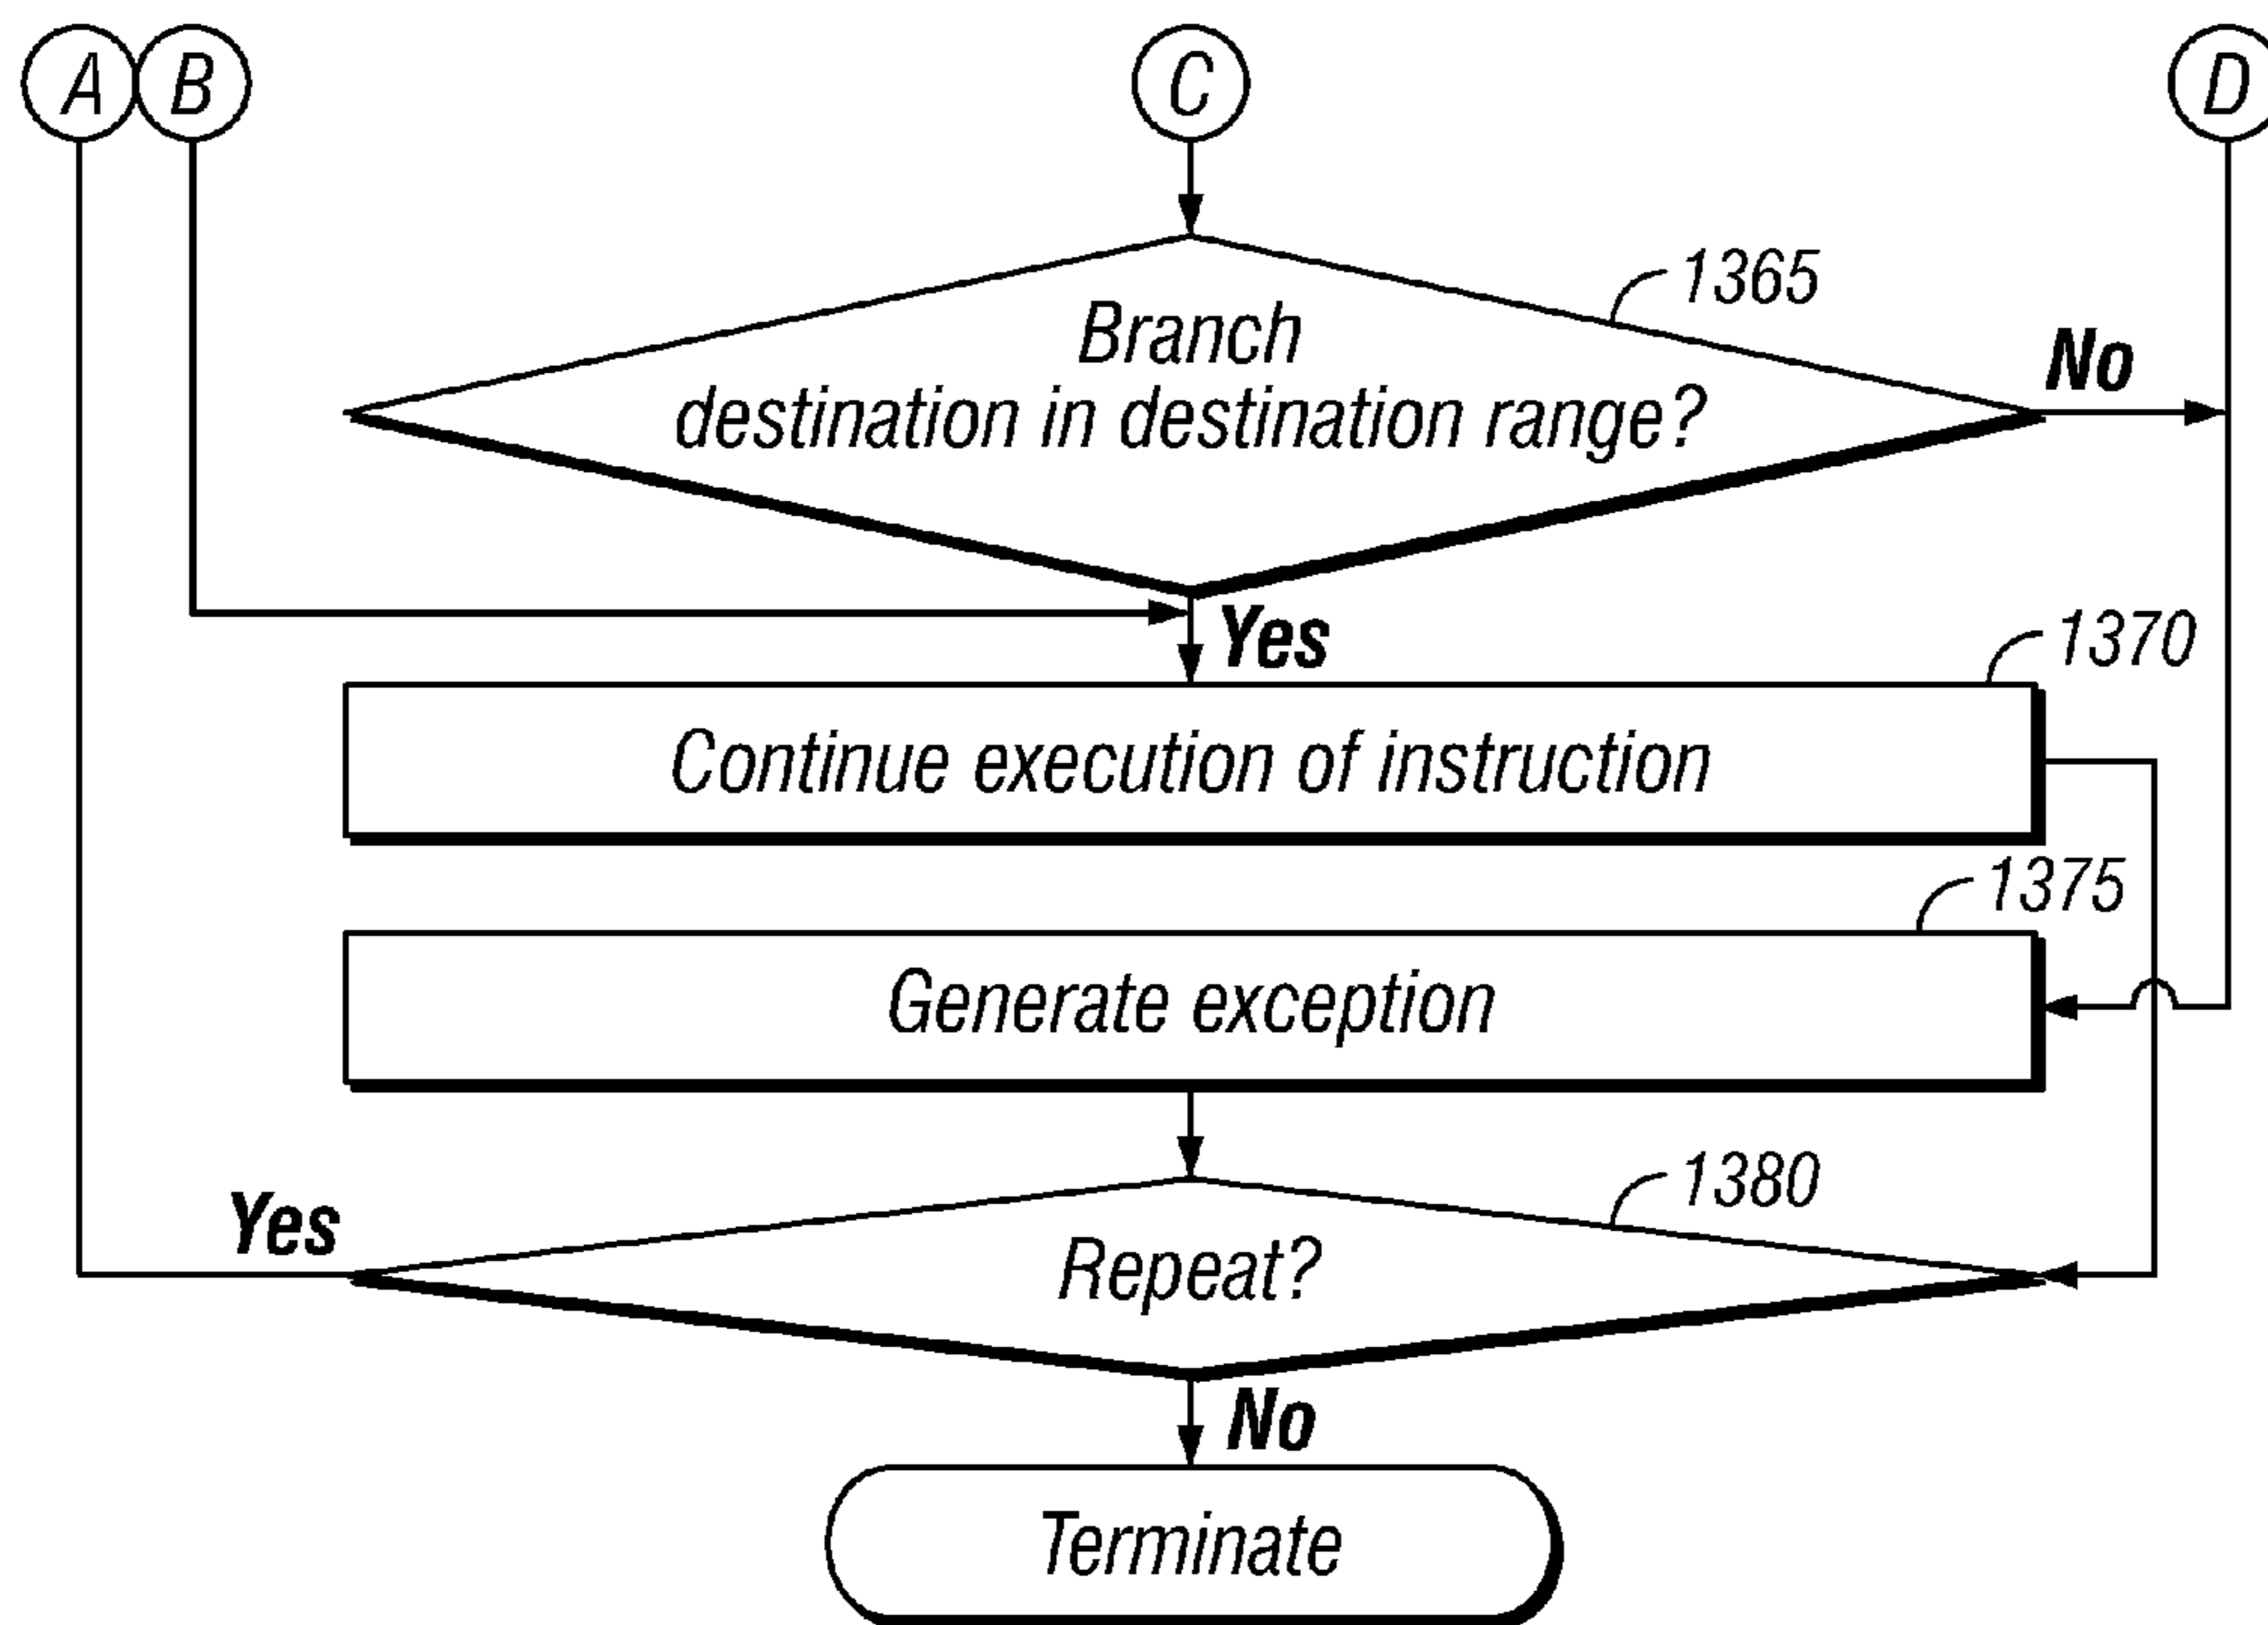 A B C D
1365
Branch
No
destination in destination range?
Yes
1370
Continue execution of instruction
1375
Generate exception
1380
Yes
Repeat?
No
Terminate